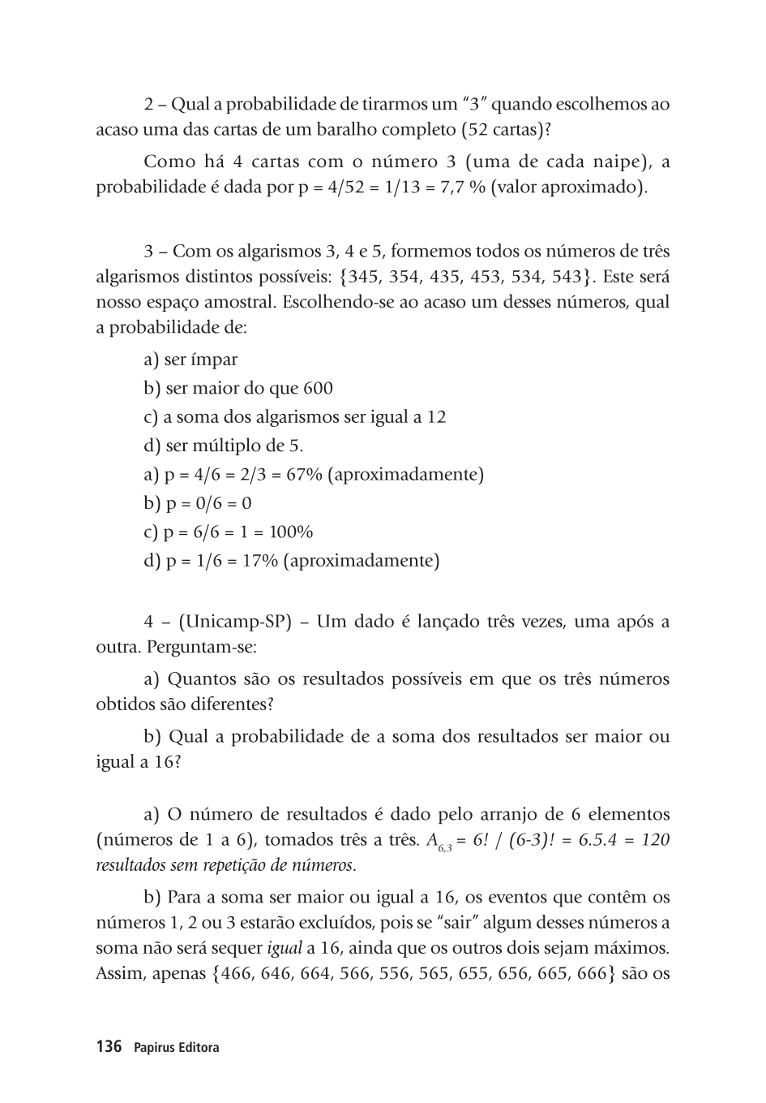 2 – Qual a probabilidade de tirarmos um “3” quando escolhemos ao
acaso uma das cartas de um baralho completo (52 cartas)?
Como há 4 cartas com o número 3 (uma de cada naipe), a
probabilidade é dada por p = 4/52 = 1/13 = 7,7 % (valor aproximado).
3 – Com os algarismos 3, 4 e 5, formemos todos os números de três
algarismos distintos possíveis: {345, 354, 435, 453, 534, 543}. Este será
nosso espaço amostral. Escolhendo-se ao acaso um desses números, qual
a probabilidade de:
a) ser ímpar
b) ser maior do que 600
c) a soma dos algarismos ser igual a 12
d) ser múltiplo de 5.
a) p = 4/6 = 2/3 = 67% (aproximadamente)
b) p = 0/6 = 0
c) p = 6/6 = 1 = 100%
d) p = 1/6 = 17% (aproximadamente)
4 – (Unicamp-SP) – Um dado é lançado três vezes, uma após a
outra. Perguntam-se:
a) Quantos são os resultados possíveis em que os três números
obtidos são diferentes?
b) Qual a probabilidade de a soma dos resultados ser maior ou
igual a 16?
a) O número de resultados é dado pelo arranjo de 6 elementos
(números de 1 a 6), tomados três a três. A6,3 = 6! / (6-3)! = 6.5.4 = 120
resultados sem repetição de números.
b) Para a soma ser maior ou igual a 16, os eventos que contêm os
números 1, 2 ou 3 estarão excluídos, pois se “sair” algum desses números a
soma não será sequer igual a 16, ainda que os outros dois sejam máximos.
Assim, apenas {466, 646, 664, 566, 556, 565, 655, 656, 665, 666} são os
136 Papirus Editora